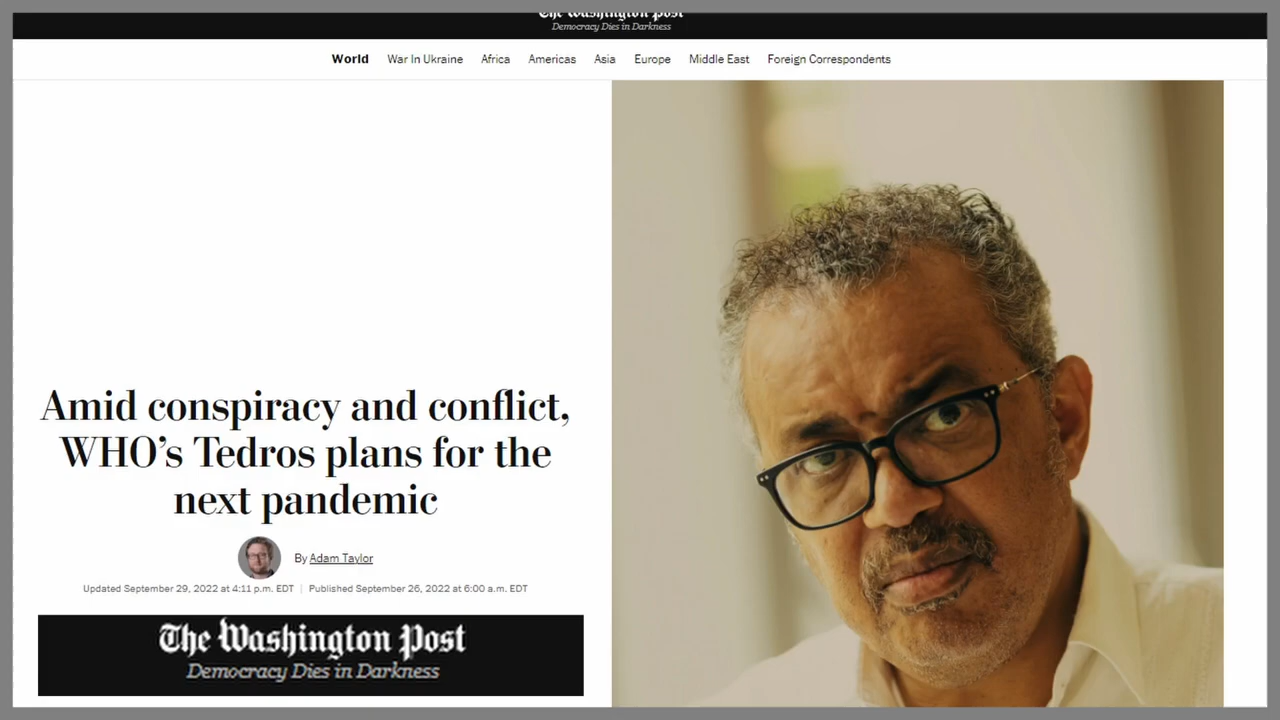 The Washington Post
Democracy Dies in Darkness
World War In Ukraine Africa Americas Asia Europe Middle East Foreign Correspondents
Amid conspiracy and conflict,
WHO’s Tedros plans for the
next pandemic
By Adam Taylor
Updated September 29, 2022 at 4:11 p.m. EDT | Published September 26, 2022 at 6:00 a.m. EDT
The Washington Post
Democracy Dies in Darkness